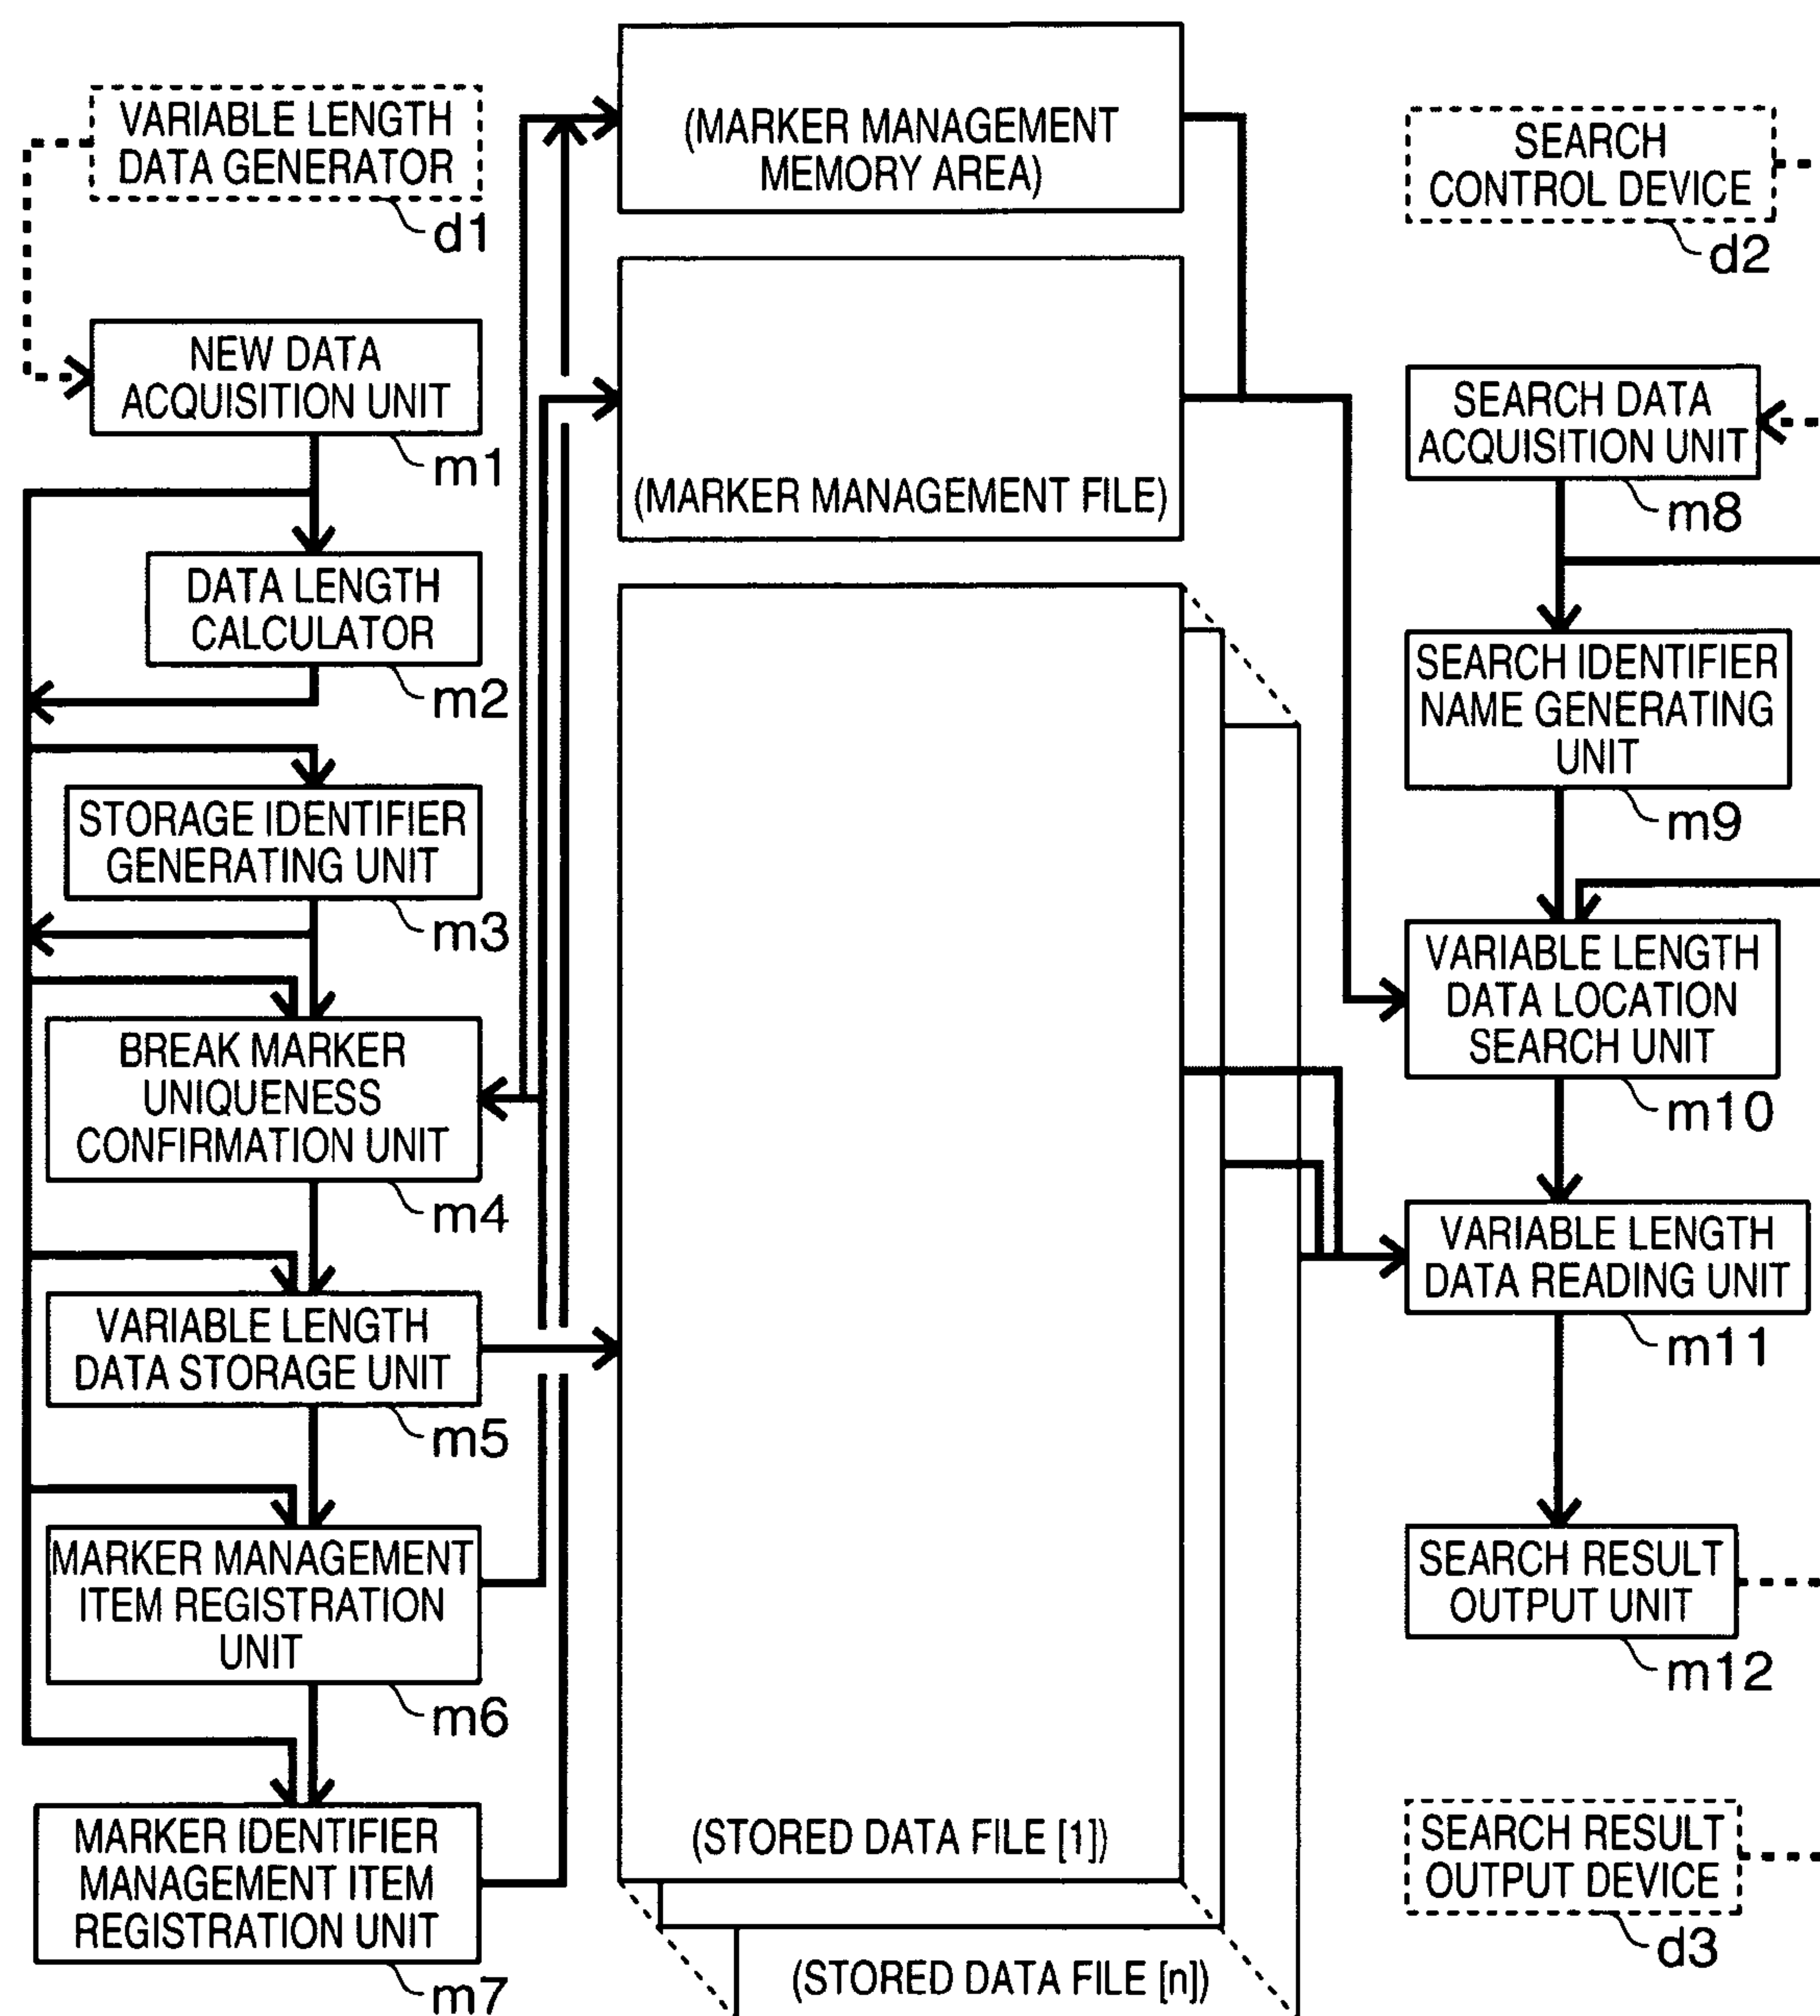 VARIABLE LENGTH
DATA GENERATOR
d1
NEW DATA
ACQUISITION UNIT
m1
DATA LENGTH
CALCULATOR
m2
STORAGE IDENTIFIER
GENERATING UNIT
m3
BREAK MARKER
UNIQUENESS
CONFIRMATION UNIT
m4
VARIABLE LENGTH
DATA STORAGE UNIT
m5
MARKER MANAGEMENT
ITEM REGISTRATION
UNIT
m6
MARKER IDENTIFIER
MANAGEMENT ITEM
REGISTRATION UNIT
m7
(MARKER MANAGEMENT
MEMORY AREA)
(MARKER MANAGEMENT FILE)
(STORED DATA FILE [1])
(STORED DATA FILE [n])
SEARCH
CONTROL DEVICE
d2
SEARCH DATA
ACQUISITION UNIT
m8
SEARCH IDENTIFIER
NAME GENERATING
UNIT
m9
VARIABLE LENGTH
DATA LOCATION
SEARCH UNIT
m10
VARIABLE LENGTH
DATA READING UNIT
m11
SEARCH RESULT
OUTPUT UNIT
m12
SEARCH RESULT
OUTPUT DEVICE
d3